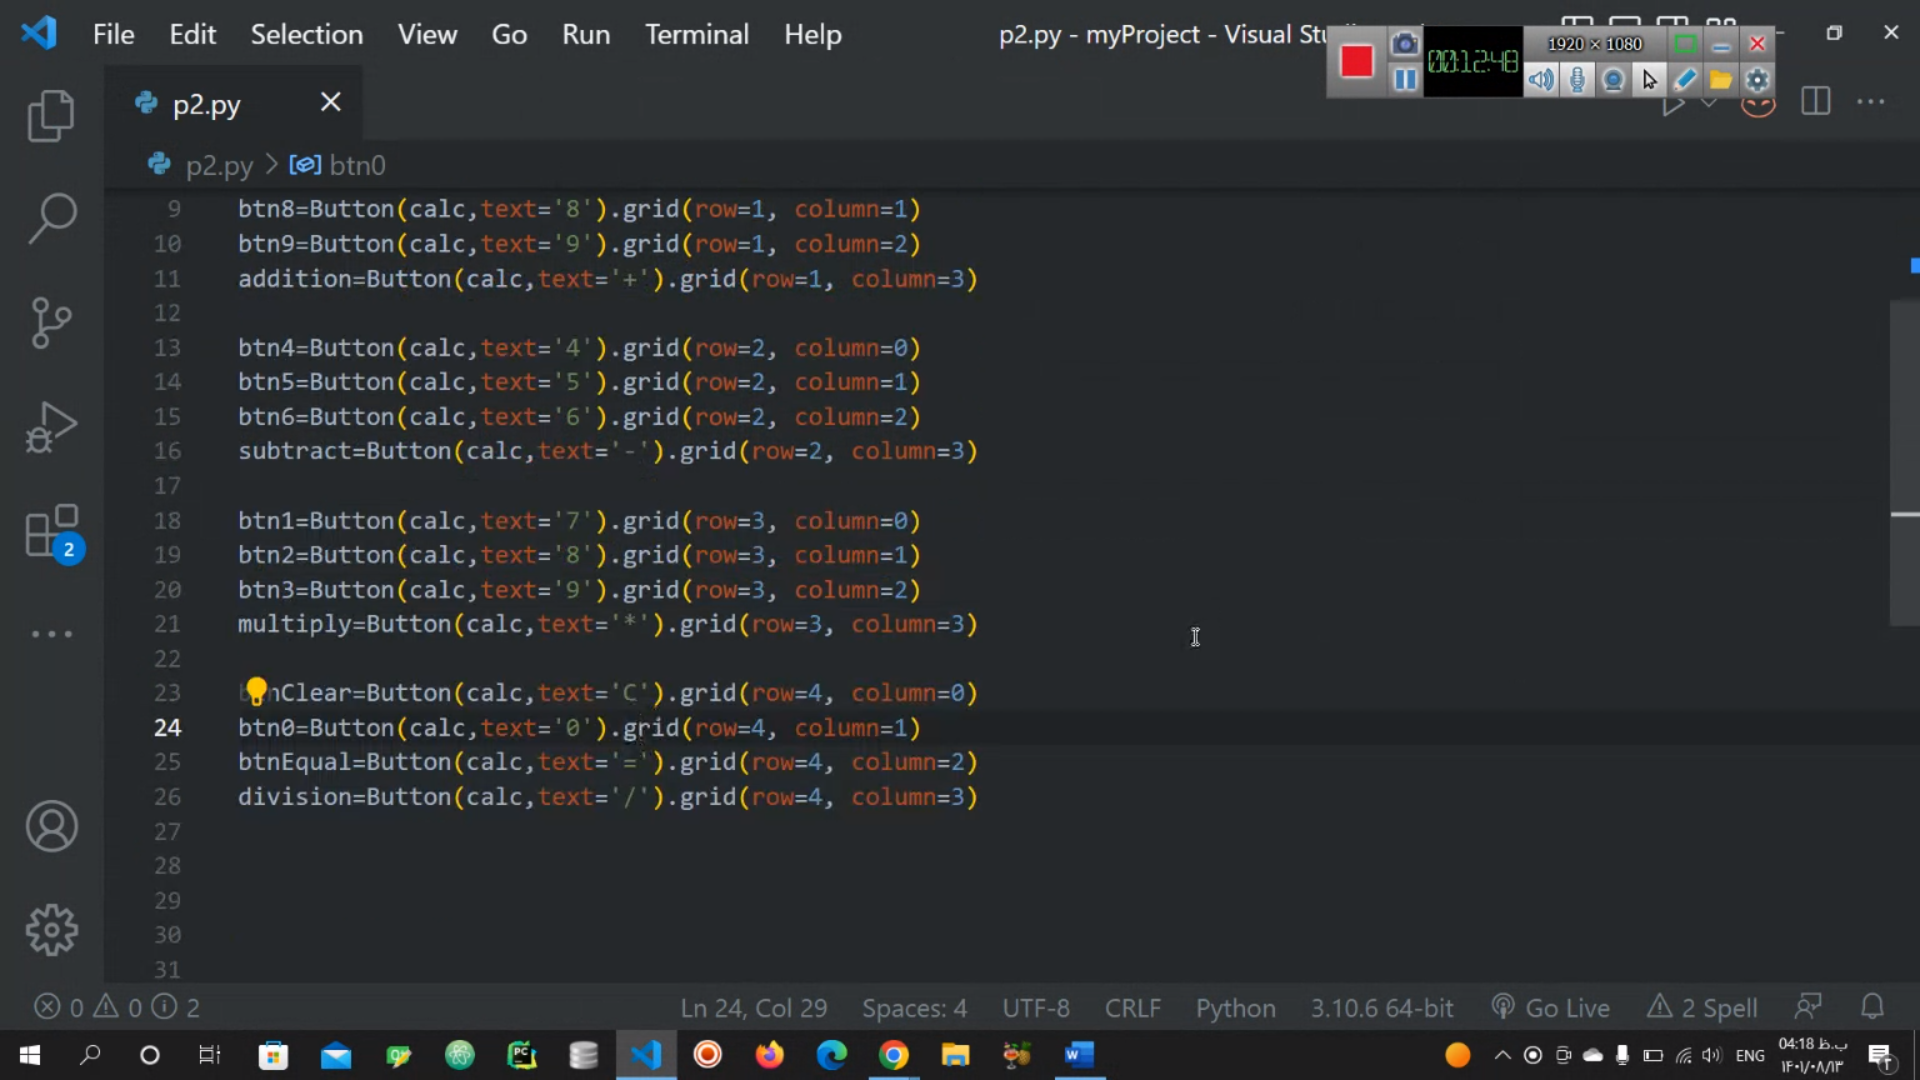 File Edit Selection View Go Run Terminal Help
p2.py - myProject - Visual Stu
00:12:48
1920 × 1080
p2.py
p2.py > btn0
9 btn8=Button(calc,text='8').grid(row=1, column=1)
10 btn9=Button(calc,text='9').grid(row=1, column=2)
11 addition=Button(calc,text='+').grid(row=1, column=3)
12
13 btn4=Button(calc,text='4').grid(row=2, column=0)
14 btn5=Button(calc,text='5').grid(row=2, column=1)
15 btn6=Button(calc,text='6').grid(row=2, column=2)
16 subtract=Button(calc,text='-').grid(row=2, column=3)
17
18 btn1=Button(calc,text='7').grid(row=3, column=0)
19 btn2=Button(calc,text='8').grid(row=3, column=1)
20 btn3=Button(calc,text='9').grid(row=3, column=2)
21 multiply=Button(calc,text='*').grid(row=3, column=3)
22
23 btnClear=Button(calc,text='C').grid(row=4, column=0)
24 btn0=Button(calc,text='0').grid(row=4, column=1)
25 btnEqual=Button(calc,text='=').grid(row=4, column=2)
26 division=Button(calc,text='/').grid(row=4, column=3)
27
28
29
30
31
2
0 0 2 Ln 24, Col 29 Spaces: 4 UTF-8 CRLF Python 3.10.6 64-bit Go Live 2 Spell
PC W ENG
04:18 ب.ظ
۱۴۰۱/۰۸/۱۳